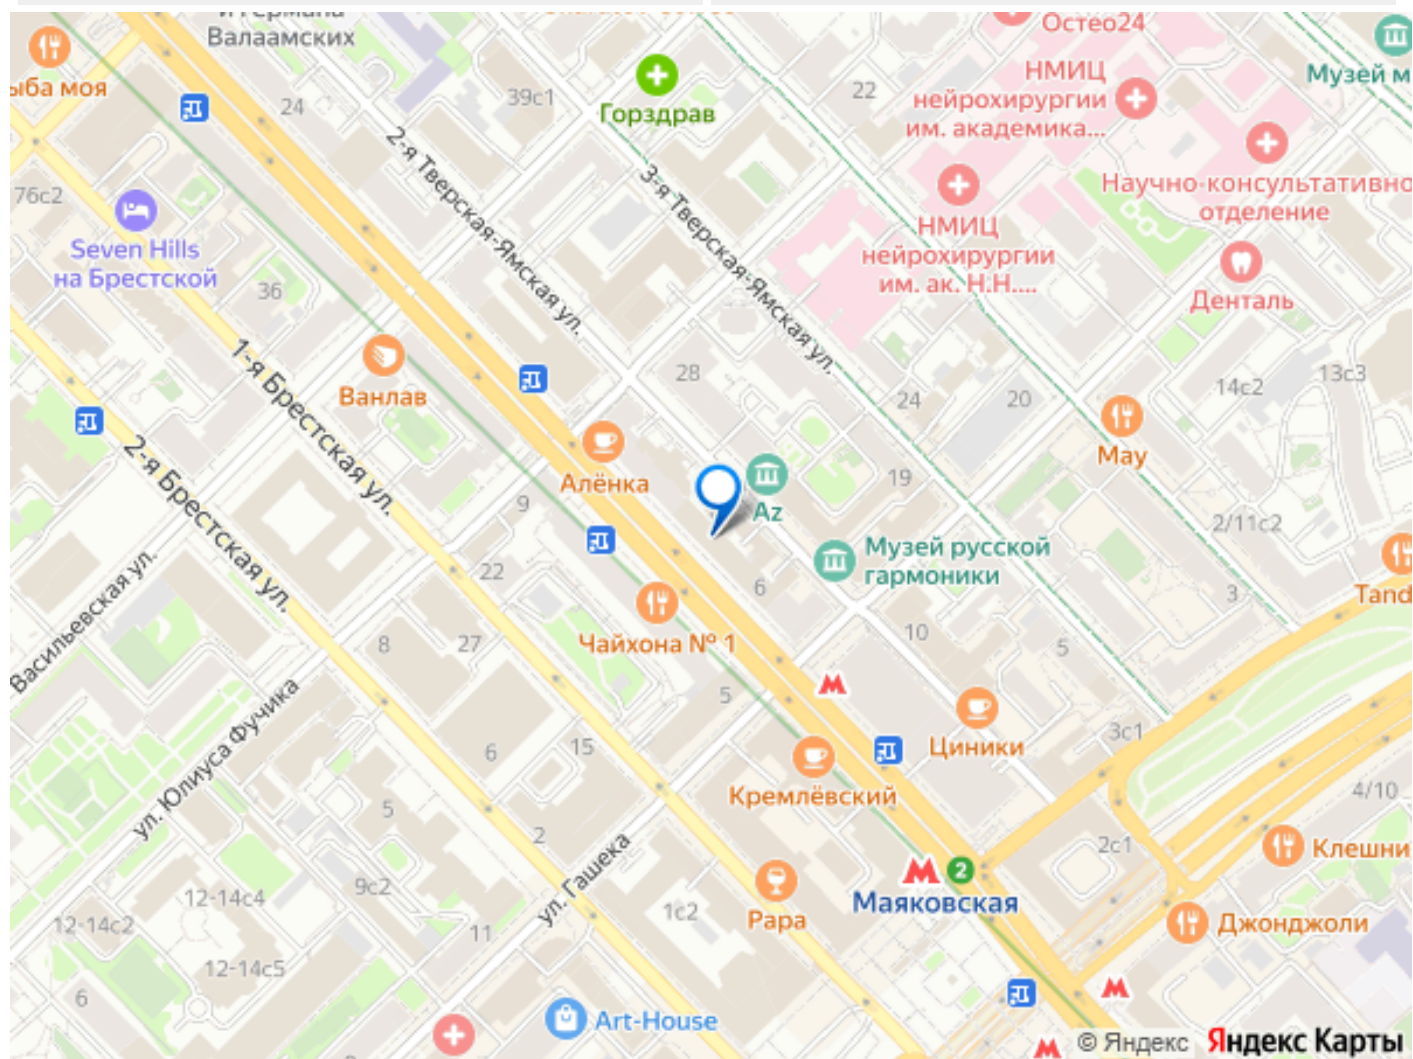 Валаамских
Остео24
ыба моя
24
39с1
Горздрав
22
НМИЦ
нейрохирургии
им. академика...
Музей м
76с2
2-я Тверская-Ямская ул.
3-я Тверская-Ямская ул.
Научно-консультативно
отделение
Seven Hills
на Брестской
НМИЦ
нейрохирургии
им. ак. Н.Н....
Денталь
36
1-я Брестская ул.
Ванлав
28
24
20
14с2
13с3
2-я Брестская ул.
Алёнка
Мау
9
Az
19
2/11с2
Васильевская ул.
22
Музей русской
гармоники
6
3
Tand
8
27
Чайхона № 1
10
5
ул. Юлиуса Фучика
5
6
15
Циники
3с1
Кремлёвский
4/10
5
2
2с1
Клешни
12-14с4
9с2
ул. Гашека
2
Маяковская
12-14с2
11
1с2
Papa
Джонджоли
12-14с5
6
Art-House
© Яндекс Яндекс Карты